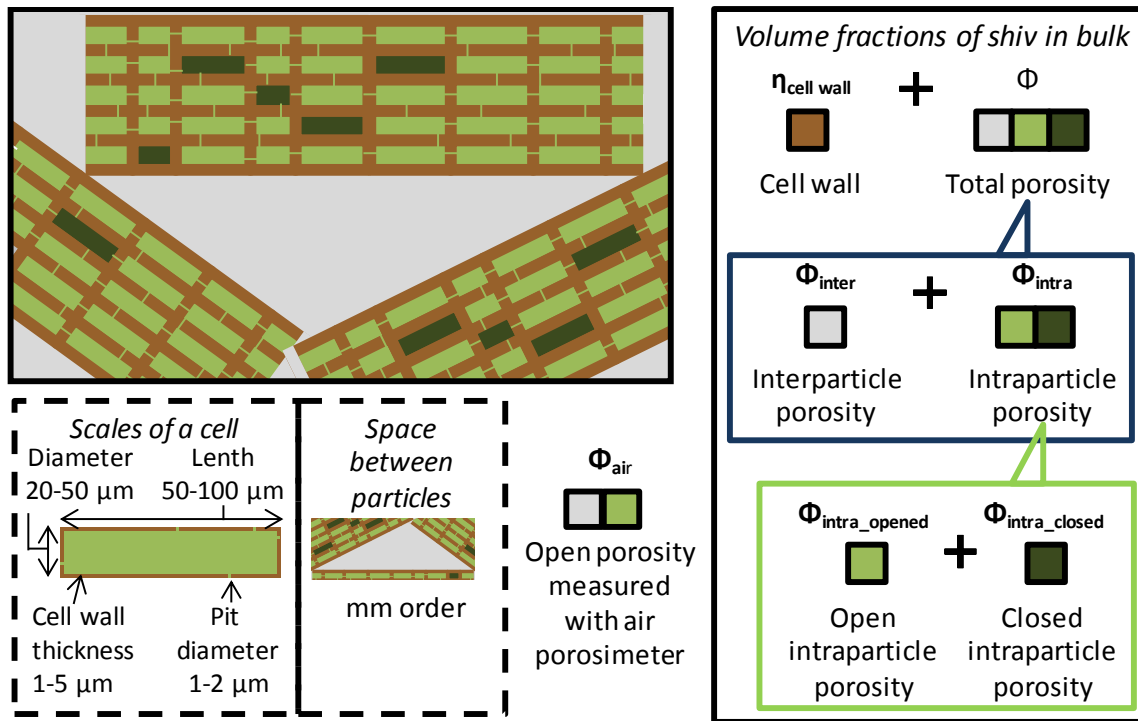 Volume fractions of shiv in bulk
ηcell wall + Φ
Cell wall
Total porosity
Φinter + Φintra
Interparticle
porosity
Intraparticle
porosity
Φintra_opened + Φintra_closed
Open
intraparticle
porosity
Closed
intraparticle
porosity
Scales of a cell
Diameter
20-50 µm
Lenth
50-100 µm
Cell wall
thickness
1-5 µm
Pit
diameter
1-2 µm
Space
between
particles
mm order
Φair
Open porosity
measured
with air
porosimeter